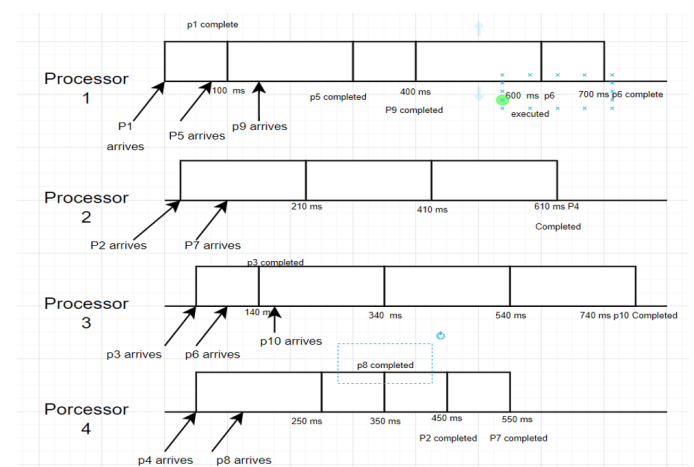 p1 complete
Processor
1
100 ms
p5 completed
400 ms
P9 completed
600 ms p6
executed
700 ms p6 complete
P1
arrives
P5 arrives
p9 arrives
Processor
2
210 ms
410 ms
610 ms P4
Completed
P2 arrives
P7 arrives
p3 completed
Processor
3
140 ms
340 ms
540 ms
740 ms p10 Completed
p3 arrives
p6 arrives
p10 arrives
p8 completed
Porcessor
4
250 ms
350 ms
450 ms
550 ms
P2 completed
P7 completed
p4 arrives
p8 arrives